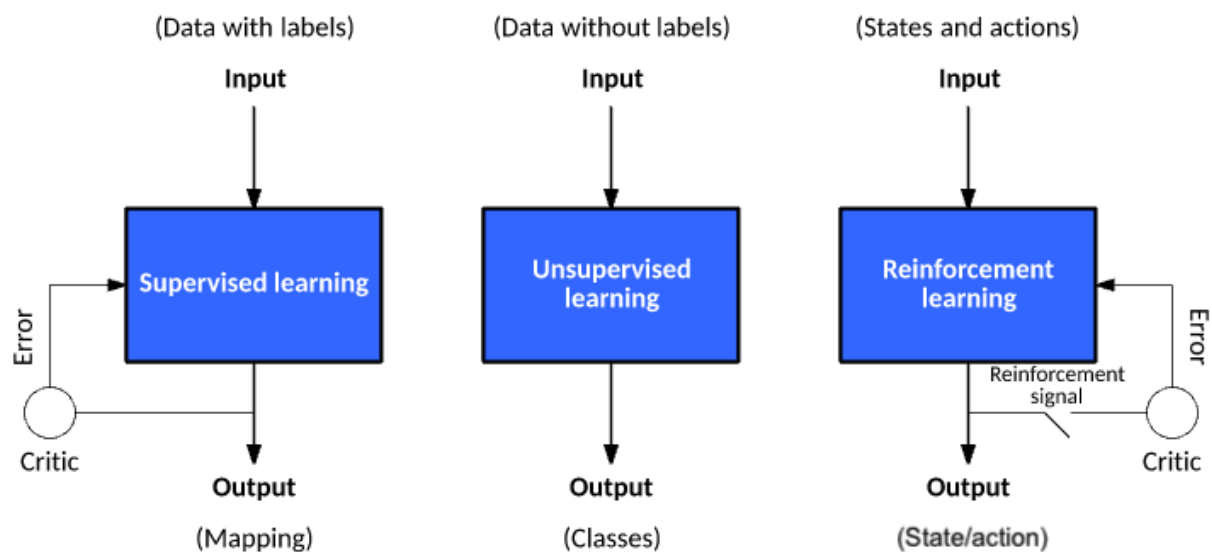 (Data with labels)
Input
Supervised learning
Error
Critic
Output
(Mapping)
(Data without labels)
Input
Unsupervised
learning
Output
(Classes)
(States and actions)
Input
Reinforcement
learning
Error
Reinforcement
signal
Critic
Output
(State/action)